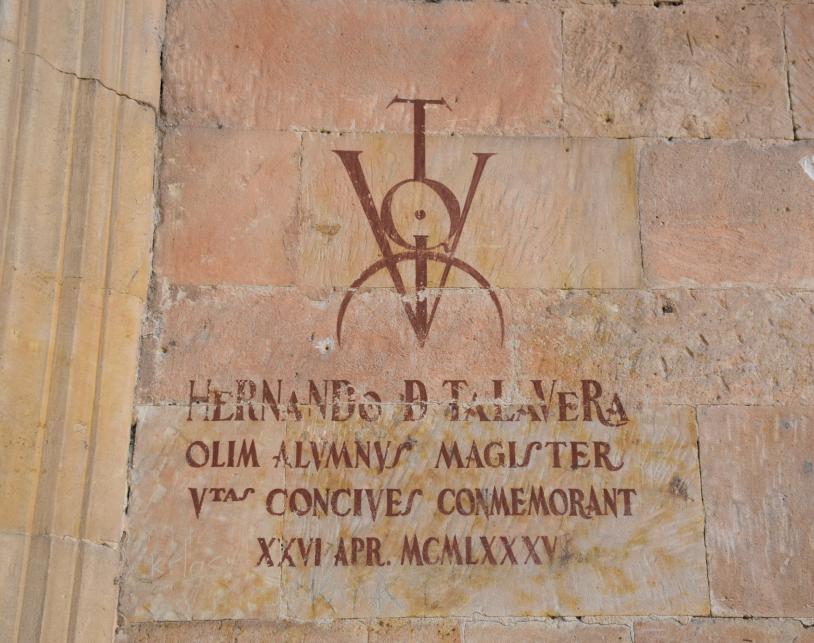 HERNANDO D TALAVERA
OLIM ALVMNVS MAGISTER
VTAS CONCIVES CONMEMORANT
XXVI APR. MCMLXXXV